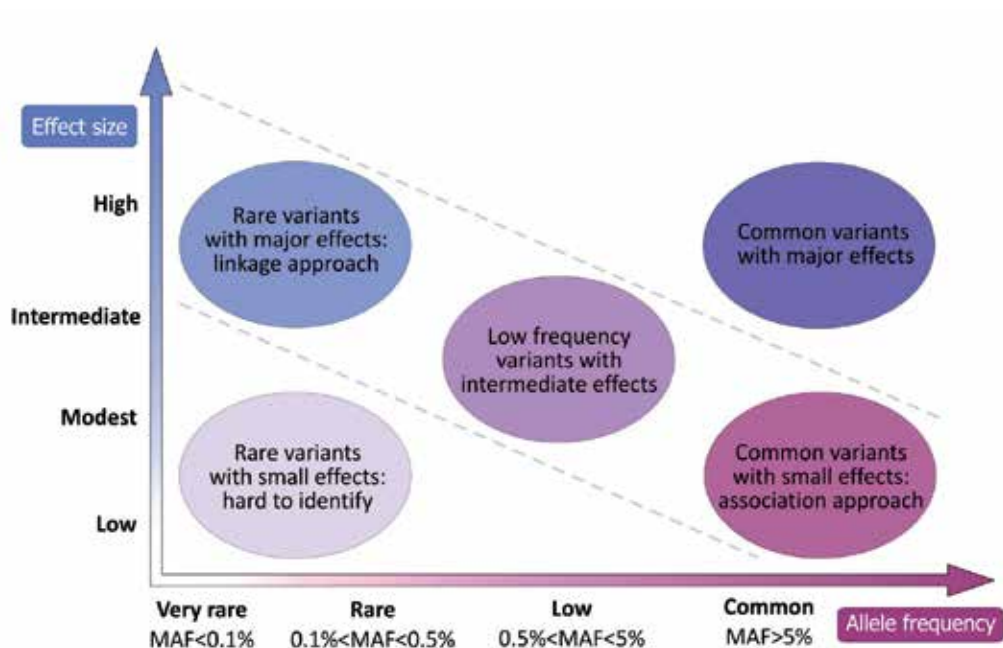 Effect size
High
Rare variants
with major effects:
linkage approach
Common variants
with major effects
Intermediate
Low frequency
variants with
intermediate effects
Modest
Rare variants
with small effects:
hard to identify
Common variants
with small effects:
association approach
Low
Very rare
MAF<0.1%
Rare
0.1%<MAF<0.5%
Low
0.5%<MAF<5%
Common
MAF>5%
Allele frequency